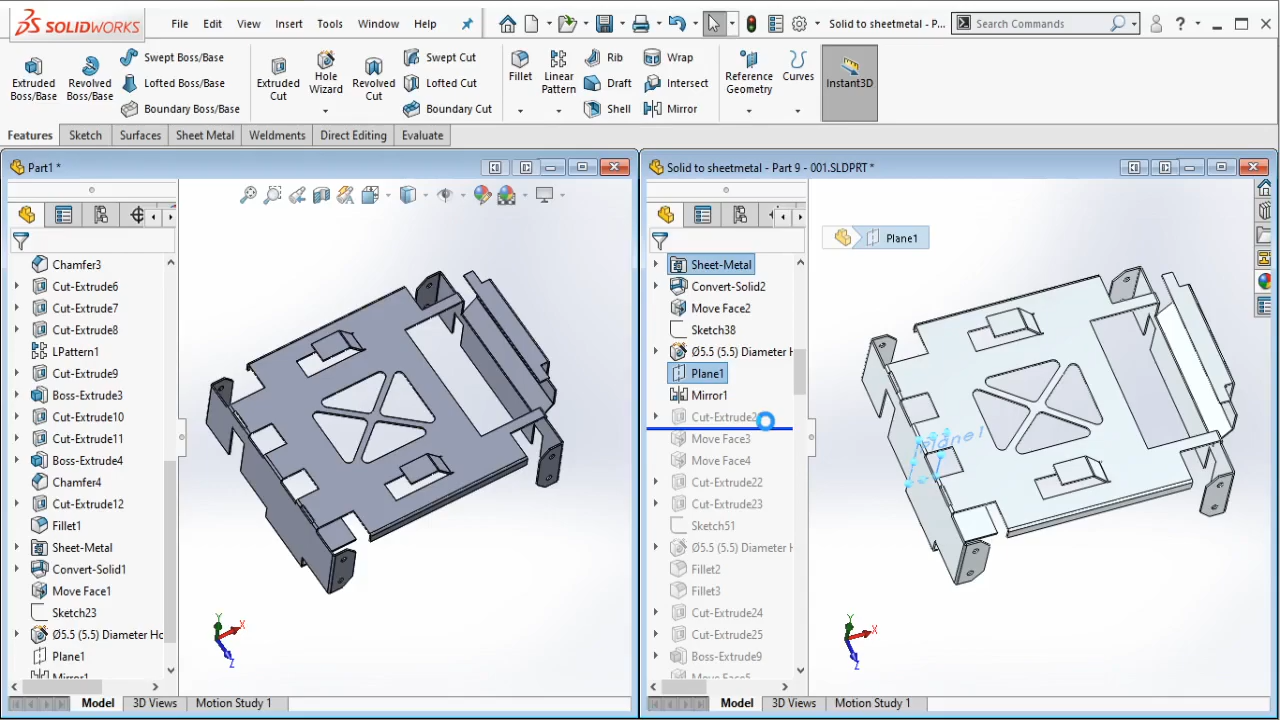 SOLIDWORKS
File Edit View Insert Tools Window Help
Solid to sheetmetal - P...
Search Commands
Extruded Boss/Base
Revolved Boss/Base
Swept Boss/Base
Lofted Boss/Base
Boundary Boss/Base
Extruded Cut
Hole Wizard
Revolved Cut
Swept Cut
Lofted Cut
Boundary Cut
Fillet
Linear Pattern
Rib
Draft
Shell
Wrap
Intersect
Mirror
Reference Geometry
Curves
Instant3D
Features Sketch Surfaces Sheet Metal Weldments Direct Editing Evaluate
Part1 *
Chamfer3
Cut-Extrude6
Cut-Extrude7
Cut-Extrude8
LPattern1
Cut-Extrude9
Boss-Extrude3
Cut-Extrude10
Cut-Extrude11
Boss-Extrude4
Chamfer4
Cut-Extrude12
Fillet1
Sheet-Metal
Convert-Solid1
Move Face1
Sketch23
Ø5.5 (5.5) Diameter Ho
Plane1
Mirror1
Y
X
Z
Model 3D Views Motion Study 1
Solid to sheetmetal - Part 9 - 001.SLDPRT *
Plane1
Sheet-Metal
Convert-Solid2
Move Face2
Sketch38
Ø5.5 (5.5) Diameter H
Plane1
Mirror1
Cut-Extrude2
Move Face3
Move Face4
Cut-Extrude22
Cut-Extrude23
Sketch51
Ø5.5 (5.5) Diameter H
Fillet2
Fillet3
Cut-Extrude24
Cut-Extrude25
Boss-Extrude9
Move Face5
Plane1
Y
X
Z
Model 3D Views Motion Study 1